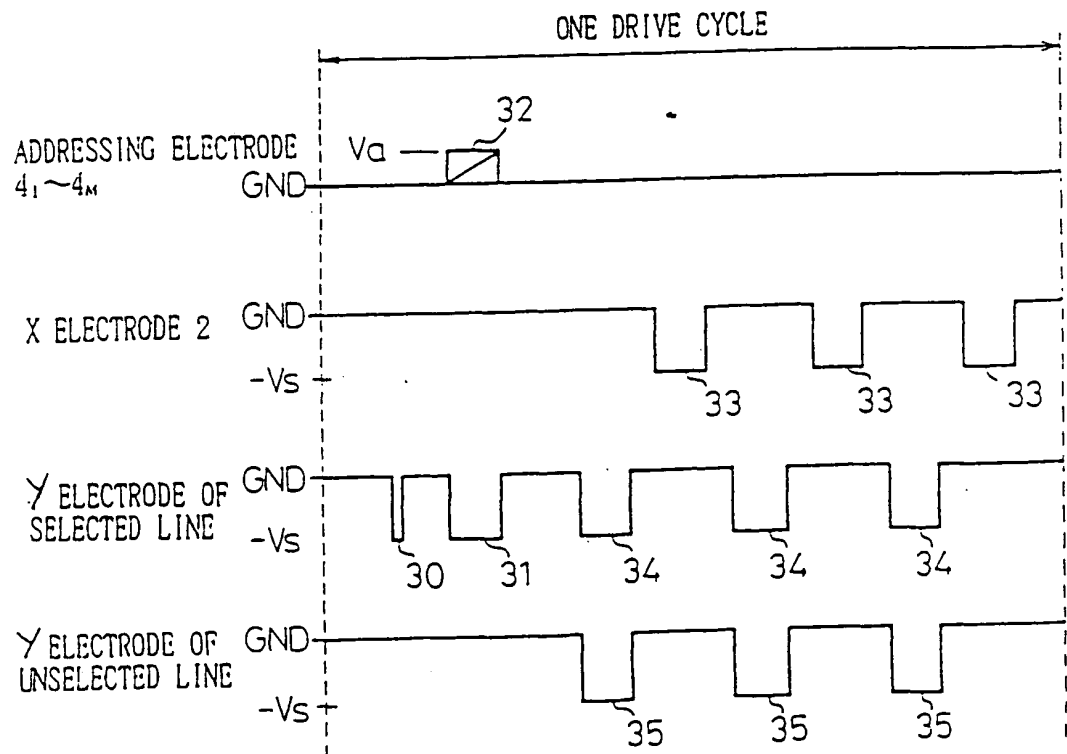 ONE DRIVE CYCLE
32
ADDRESSING ELECTRODE
4₁~4ᴍ
Va
GND
X ELECTRODE 2
GND
-Vs
33
33
33
Y ELECTRODE OF
SELECTED LINE
GND
-Vs
30
31
34
34
34
Y ELECTRODE OF
UNSELECTED LINE
GND
-Vs
35
35
35